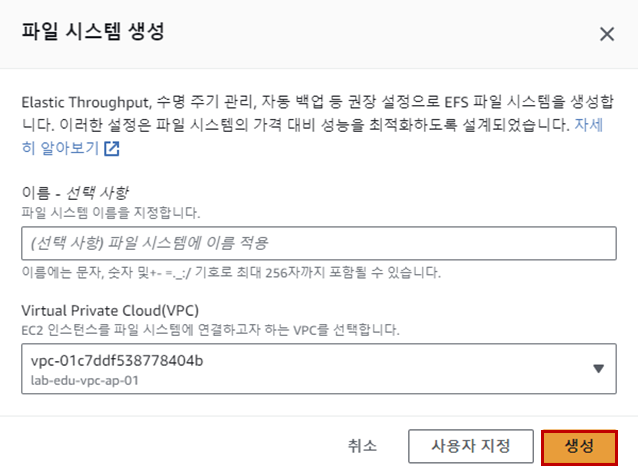 파일 시스템 생성
Elastic Throughput, 수명 주기 관리, 자동 백업 등 권장 설정으로 EFS 파일 시스템을 생성합
니다. 이러한 설정은 파일 시스템의 가격 대비 성능을 최적화하도록 설계되었습니다. 자세
히 알아보기
이름 - 선택 사항
파일 시스템 이름을 지정합니다.
(선택 사항) 파일 시스템에 이름 적용
이름에는 문자, 숫자 및+- =._:/ 기호로 최대 256자까지 포함될 수 있습니다.
Virtual Private Cloud(VPC)
EC2 인스턴스를 파일 시스템에 연결하고자 하는 VPC를 선택합니다.
vpc-01c7ddf538778404b
lab-edu-vpc-ap-01
취소 사용자 지정 생성